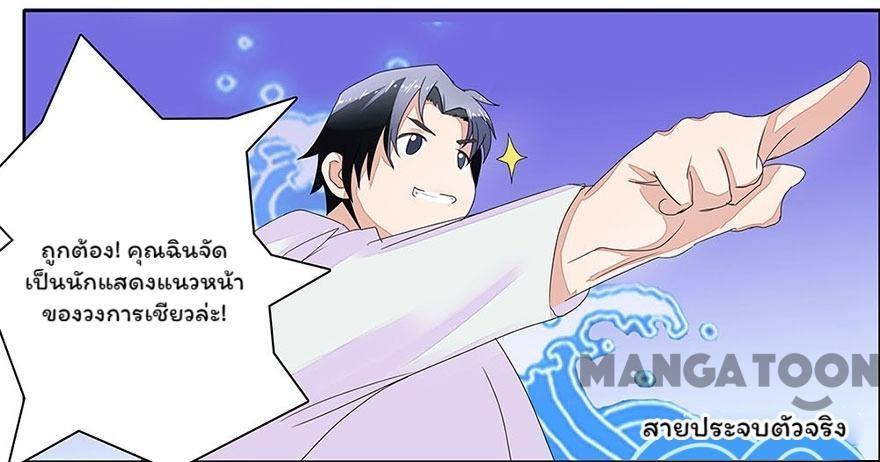 ถูกต้อง! คุณฉินจัด
เป็นนักแสดงแนวหน้า
ของวงการเชียวล่ะ!
MANGATOON
สายประจบตัวจริง